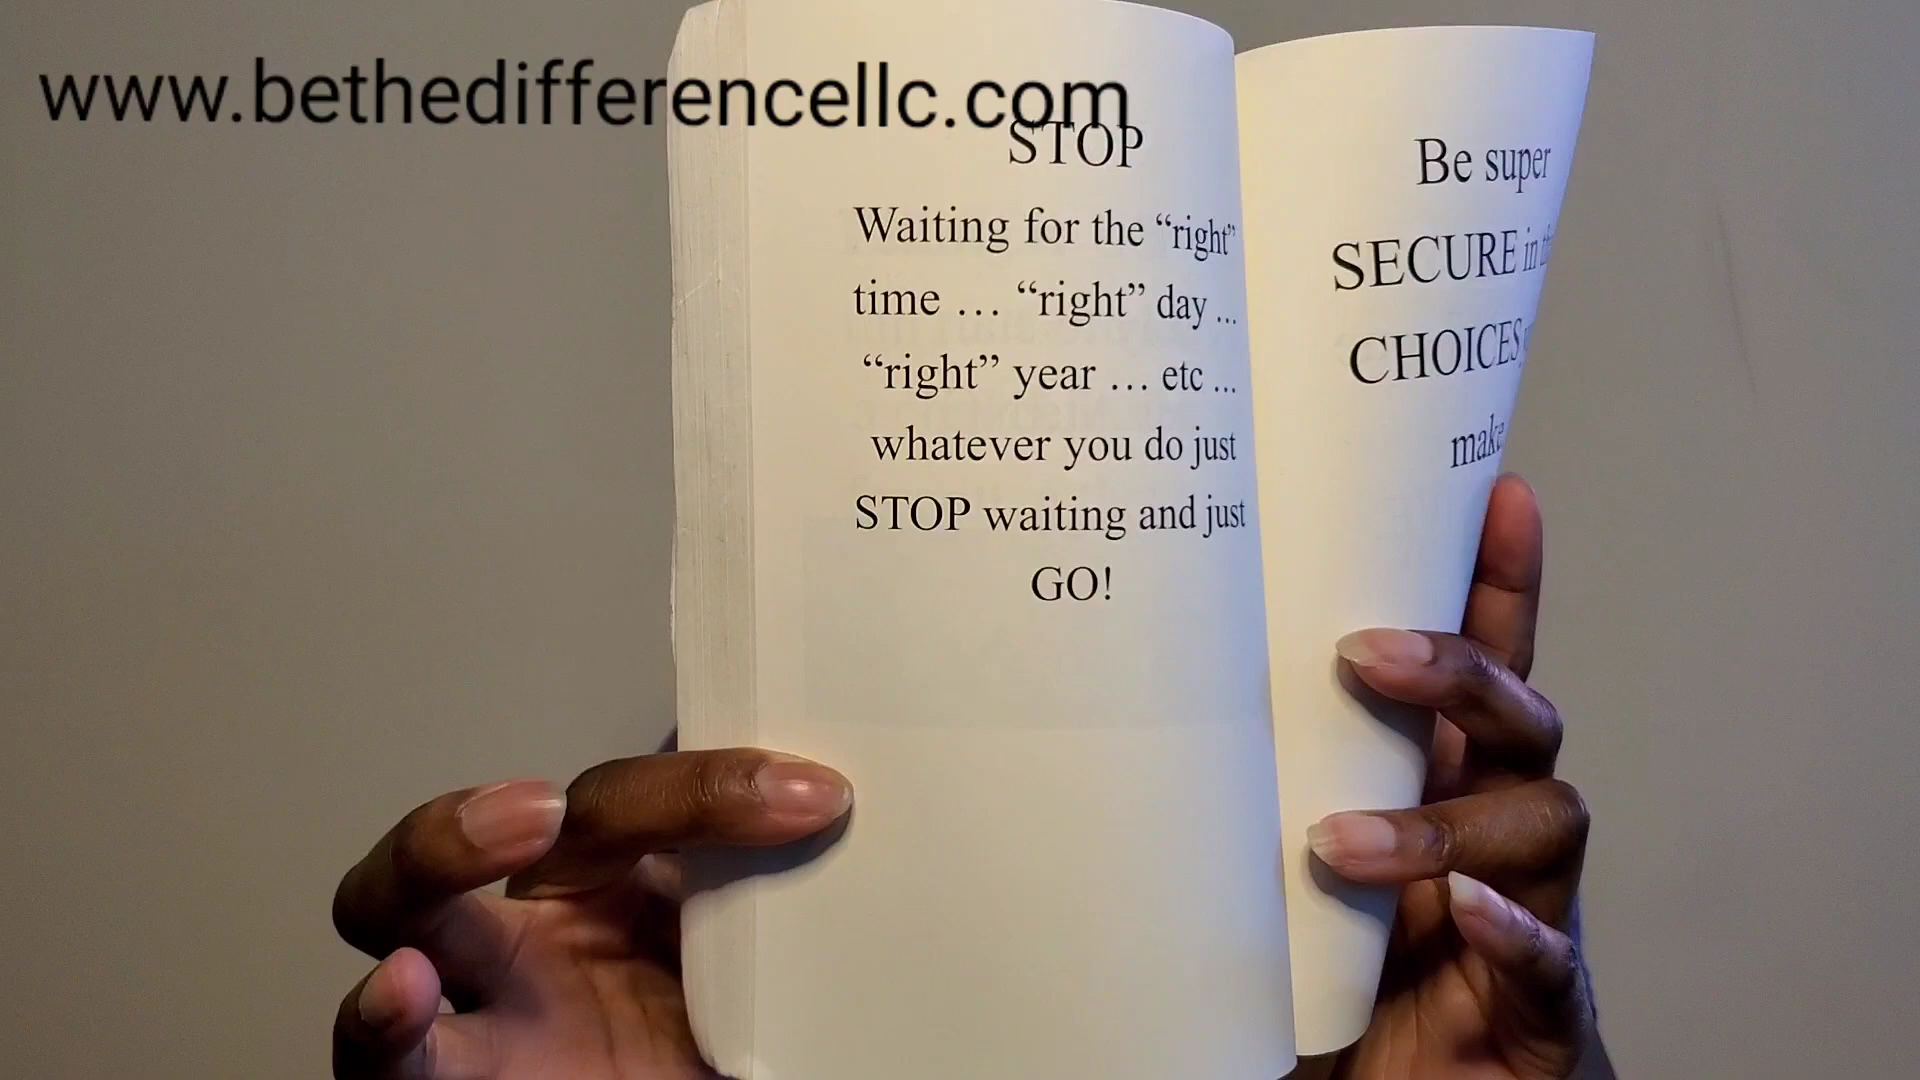 www.bethedifferencellc.com
STOP
Waiting for the “right”
time … “right” day ...
“right” year … etc ...
whatever you do just
STOP waiting and just
GO!
Be super
SECURE in
CHOICES
make